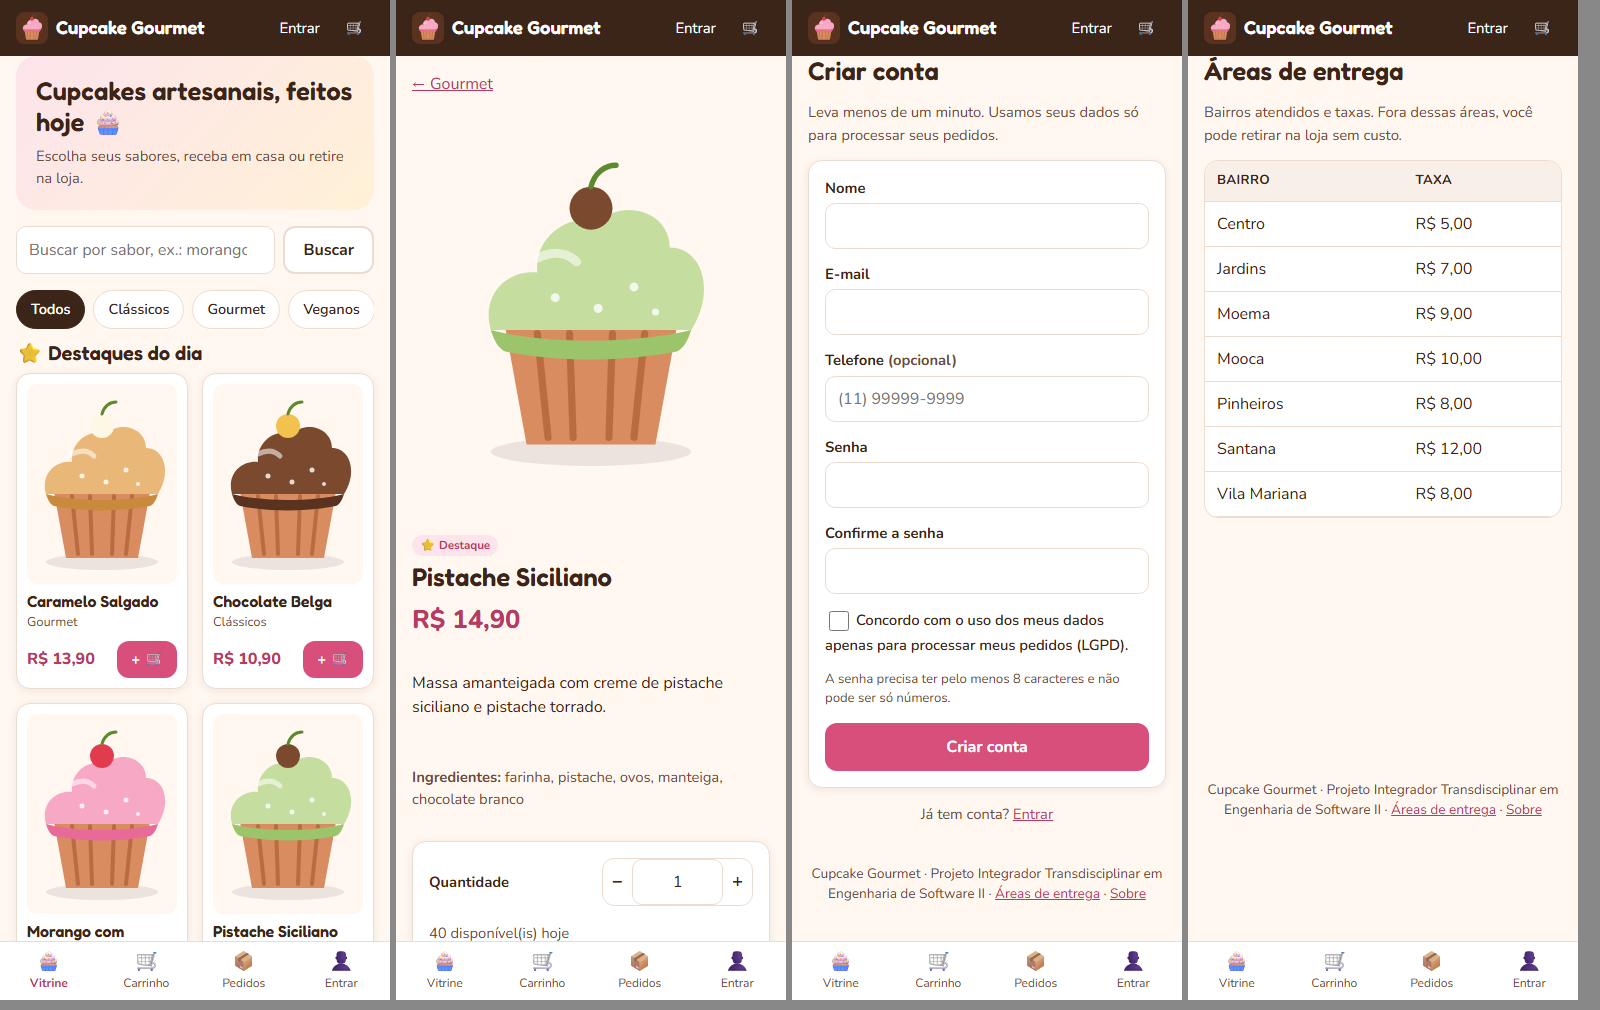 Cupcake Gourmet
Entrar
Cupcakes artesanais, feitos
hoje
Escolha seus sabores, receba em casa ou retire
na loja.
Buscar por sabor, ex.: morango
Buscar
Todos
Clássicos
Gourmet
Veganos
Destaques do dia
Caramelo Salgado
Gourmet
R$ 13,90
+
Chocolate Belga
Clássicos
R$ 10,90
+
Morango com
Pistache Siciliano
Vitrine
Carrinho
Pedidos
Entrar
Cupcake Gourmet
Entrar
← Gourmet
Destaque
Pistache Siciliano
R$ 14,90
Massa amanteigada com creme de pistache
siciliano e pistache torrado.
Ingredientes: farinha, pistache, ovos, manteiga,
chocolate branco
Quantidade
− 1 +
40 disponível(is) hoje
Vitrine
Carrinho
Pedidos
Entrar
Cupcake Gourmet
Entrar
Criar conta
Leva menos de um minuto. Usamos seus dados só
para processar seus pedidos.
Nome
E-mail
Telefone (opcional)
(11) 99999-9999
Senha
Confirme a senha
Concordo com o uso dos meus dados
apenas para processar meus pedidos (LGPD).
A senha precisa ter pelo menos 8 caracteres e não
pode ser só números.
Criar conta
Já tem conta? Entrar
Cupcake Gourmet · Projeto Integrador Transdisciplinar em
Engenharia de Software II · Áreas de entrega · Sobre
Vitrine
Carrinho
Pedidos
Entrar
Cupcake Gourmet
Entrar
Áreas de entrega
Bairros atendidos e taxas. Fora dessas áreas, você
pode retirar na loja sem custo.
BAIRRO TAXA
Centro R$ 5,00
Jardins R$ 7,00
Moema R$ 9,00
Mooca R$ 10,00
Pinheiros R$ 8,00
Santana R$ 12,00
Vila Mariana R$ 8,00
Cupcake Gourmet · Projeto Integrador Transdisciplinar em
Engenharia de Software II · Áreas de entrega · Sobre
Vitrine
Carrinho
Pedidos
Entrar